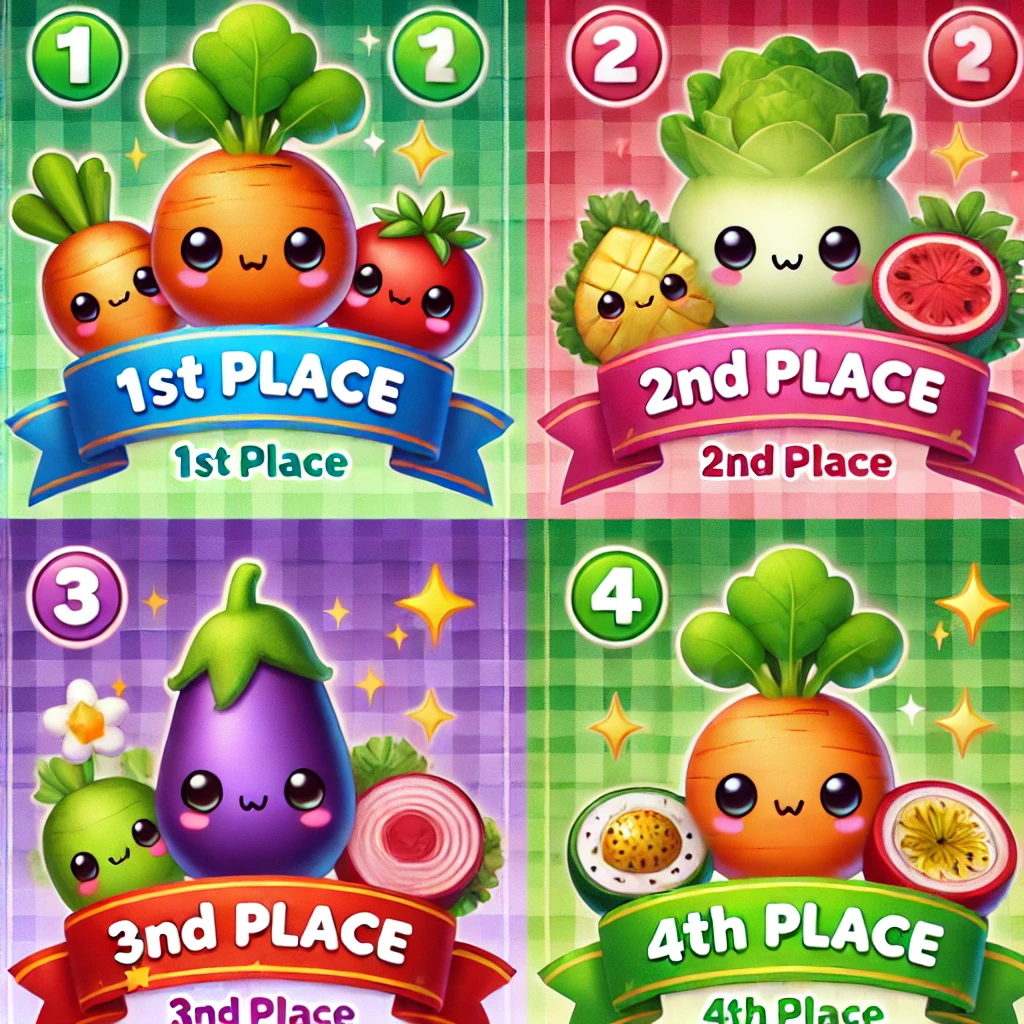 1
2
1st PLACE
1st Place
2
2
2nd PLACE
2nd Place
3
3nd PLACE
3nd Place
4
4th PLACE
4th Place